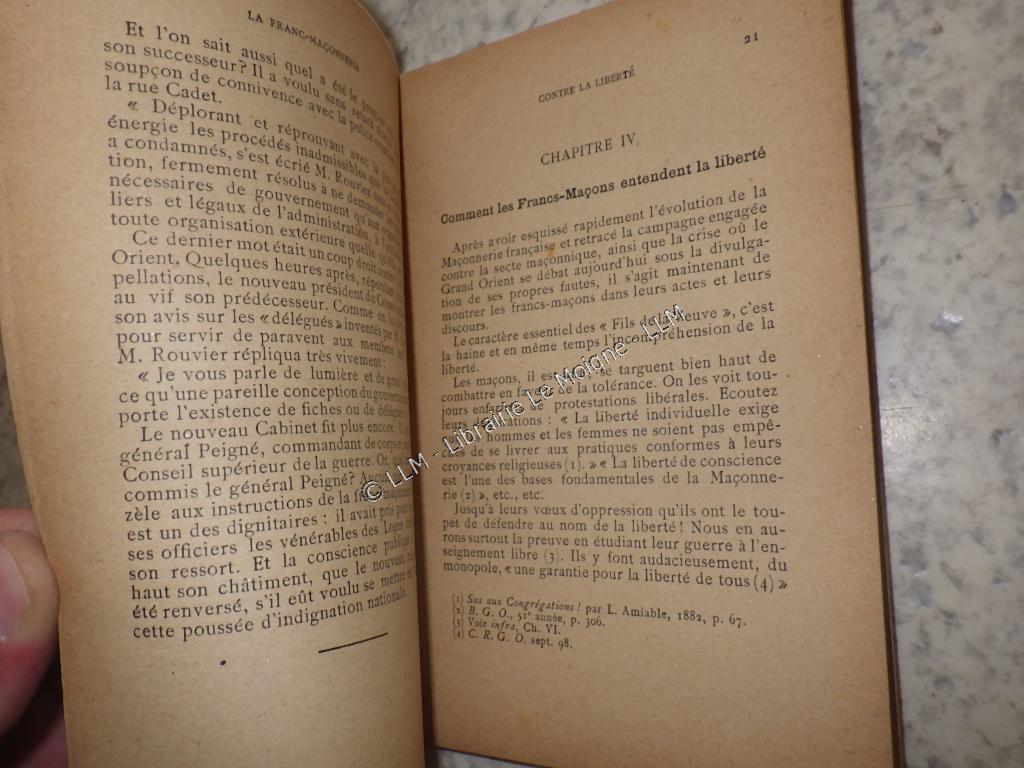 LA FRANC-MAÇONNERIE
Et l'on sait aussi quel a été le
son successeur? Il a voulu sans
soupçon de connivence avec la police
la rue Cadet.
« Déplorant et réprouvant avec
énergie les procédés inadmissibles que
a condamnés, s'est écrié M. Rouvier
tion, fermement résolus à ne demander
nécessaires de gouvernement qu'aux
liers et légaux de l'administration, à
toute organisation extérieure quelle
Ce dernier mot était un coup droit
Orient. Quelques heures après,
pellations, le nouveau président du
au vif son prédécesseur. Comme on
son avis sur les « délégués » inventés par
pour servir de paravent aux membres
M. Rouvier répliqua très vivement :
« Je vous parle de lumière et de
ce qu'une pareille conception du
porte l'existence de fiches ou de
Le nouveau Cabinet fit plus encore.
général Peigné, commandant de corps et
Conseil supérieur de la guerre. Or,
commis le général Peigné?
zèle aux instructions de la
est un des dignitaires : il avait pris pour
ses officiers les vénérables des Loges
son ressort. Et la conscience publique
haut son châtiment, que le nouveau
été renversé, s'il eût voulu se mettre
cette poussée d'indignation nationale.
CONTRE LA LIBERTÉ
21
CHAPITRE IV
Comment les Francs-Maçons entendent la liberté
Après avoir esquissé rapidement l'évolution de la
Maçonnerie française et retracé la campagne engagée
contre la secte maçonnique, ainsi que la crise où le
Grand Orient se débat aujourd'hui sous la divulga-
tion de ses propres fautes, il s'agit maintenant de
montrer les francs-maçons dans leurs actes et leurs
discours.
Le caractère essentiel des « Fils de la Veuve », c'est
la haine et en même temps l'incompréhension de la
liberté.
Les maçons, il est vrai, se targuent bien haut de
combattre en faveur de la tolérance. On les voit tou-
jours de protestations libérales. Ecoutez
leurs : « La liberté individuelle exige
hommes et les femmes ne soient pas empê-
de se livrer aux pratiques conformes à leurs
croyances religieuses (1). » « La liberté de conscience
est l'une des bases fondamentales de la Maçonne-
rie (2) », etc., etc.
Jusqu'à leurs vœux d'oppression qu'ils ont le tou-
pet de défendre au nom de la liberté! Nous en au-
rons surtout la preuve en étudiant leur guerre à l'en-
seignement libre (3). Ils y font audacieusement, du
monopole, « une garantie pour la liberté de tous (4) »
(1) Sus aux Congrégations! par L. Amiable, 1882, p. 67.
(2) B. G. O., 51e année, p. 306.
(3) Voir infra, Ch. VI.
(4) C. R. G. O. sept. 98.
© LLM - Librairie Le Moigne - LLM